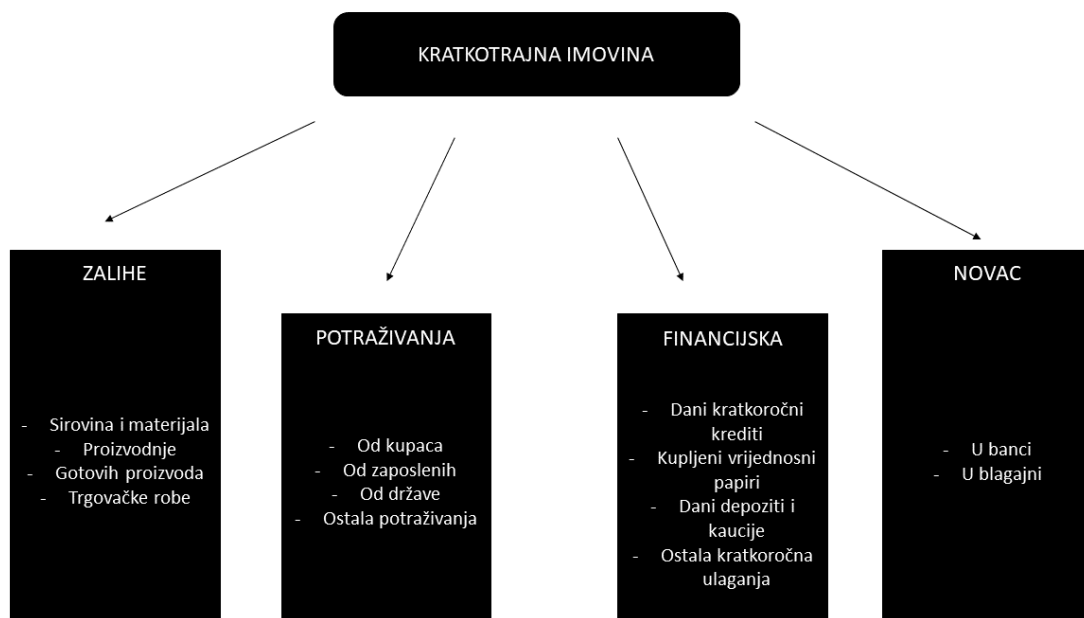 KRATKOTRAJNA IMOVINA
ZALIHE
- Sirovina i materijala
- Proizvodnje
- Gotovih proizvoda
- Trgovačke robe
POTRAŽIVANJA
- Od kupaca
- Od zaposlenih
- Od države
- Ostala potraživanja
FINANCIJSKA
- Dani kratkoročni
krediti
- Kupljeni vrijednosni
papiri
- Dani depoziti i
kaucije
- Ostala kratkoročna
ulaganja
NOVAC
- U banci
- U blagajni